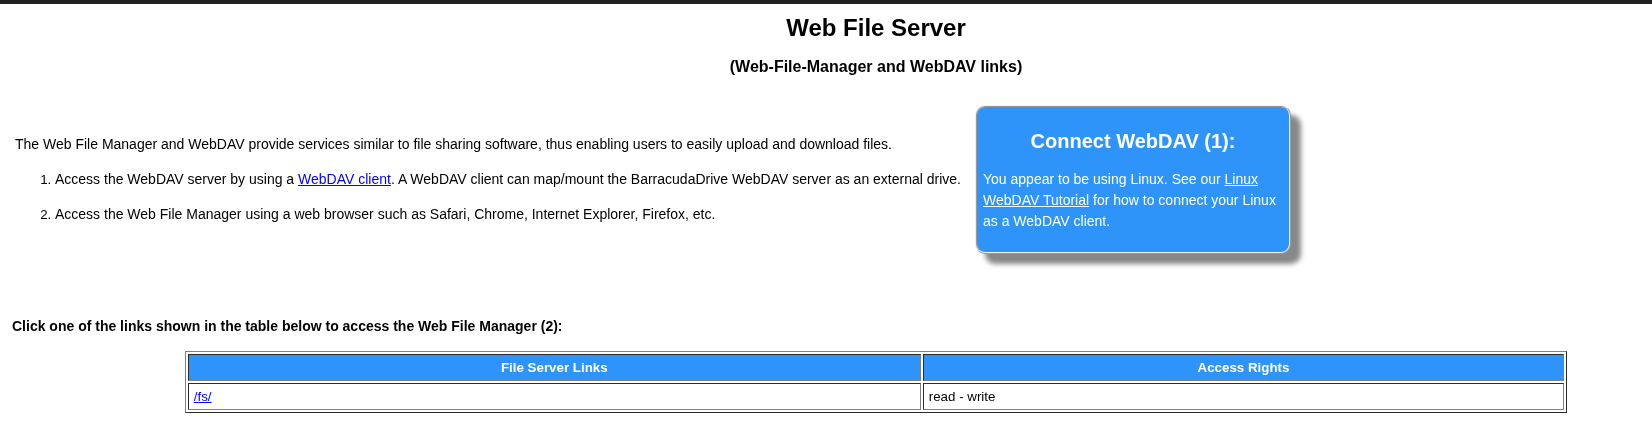 Web File Server
(Web-File-Manager and WebDAV links)
The Web File Manager and WebDAV provide services similar to file sharing software, thus enabling users to easily upload and download files.
1. Access the WebDAV server by using a WebDAV client. A WebDAV client can map/mount the BarracudaDrive WebDAV server as an external drive.
2. Access the Web File Manager using a web browser such as Safari, Chrome, Internet Explorer, Firefox, etc.
Connect WebDAV (1):
You appear to be using Linux. See our Linux
WebDAV Tutorial for how to connect your Linux
as a WebDAV client.
Click one of the links shown in the table below to access the Web File Manager (2):
File Server Links Access Rights
/fs/ read - write